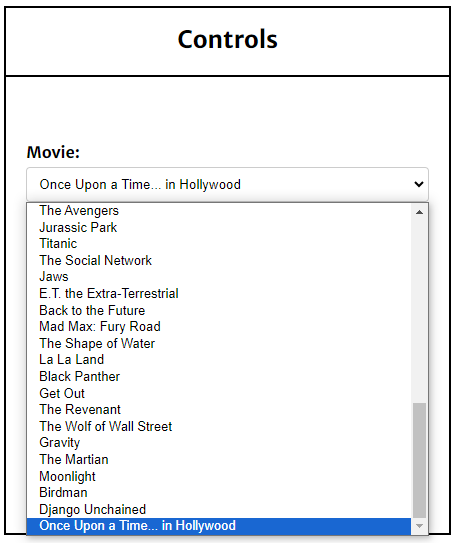 Controls
Movie:
Once Upon a Time... in Hollywood
The Avengers
Jurassic Park
Titanic
The Social Network
Jaws
E.T. the Extra-Terrestrial
Back to the Future
Mad Max: Fury Road
The Shape of Water
La La Land
Black Panther
Get Out
The Revenant
The Wolf of Wall Street
Gravity
The Martian
Moonlight
Birdman
Django Unchained
Once Upon a Time... in Hollywood